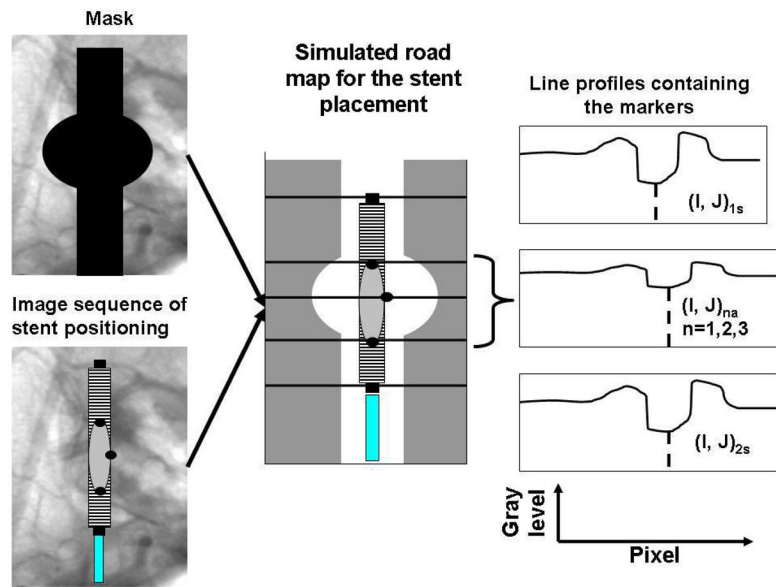 Mask
Image sequence of
stent positioning
Simulated road
map for the stent
placement
Line profiles containing
the markers
(I, J)1s
(I, J)na
n=1,2,3
(I, J)2s
Gray
level
Pixel